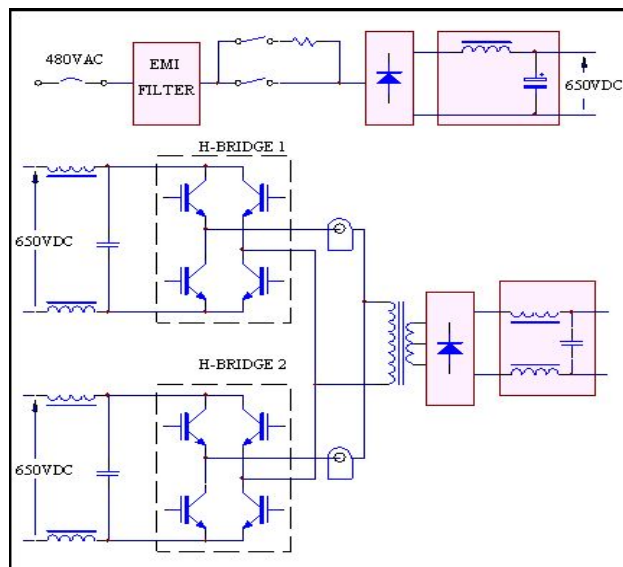 480VAC
EMI
FILTER
650VDC
H-BRIDGE 1
650VDC
H-BRIDGE 2
650VDC